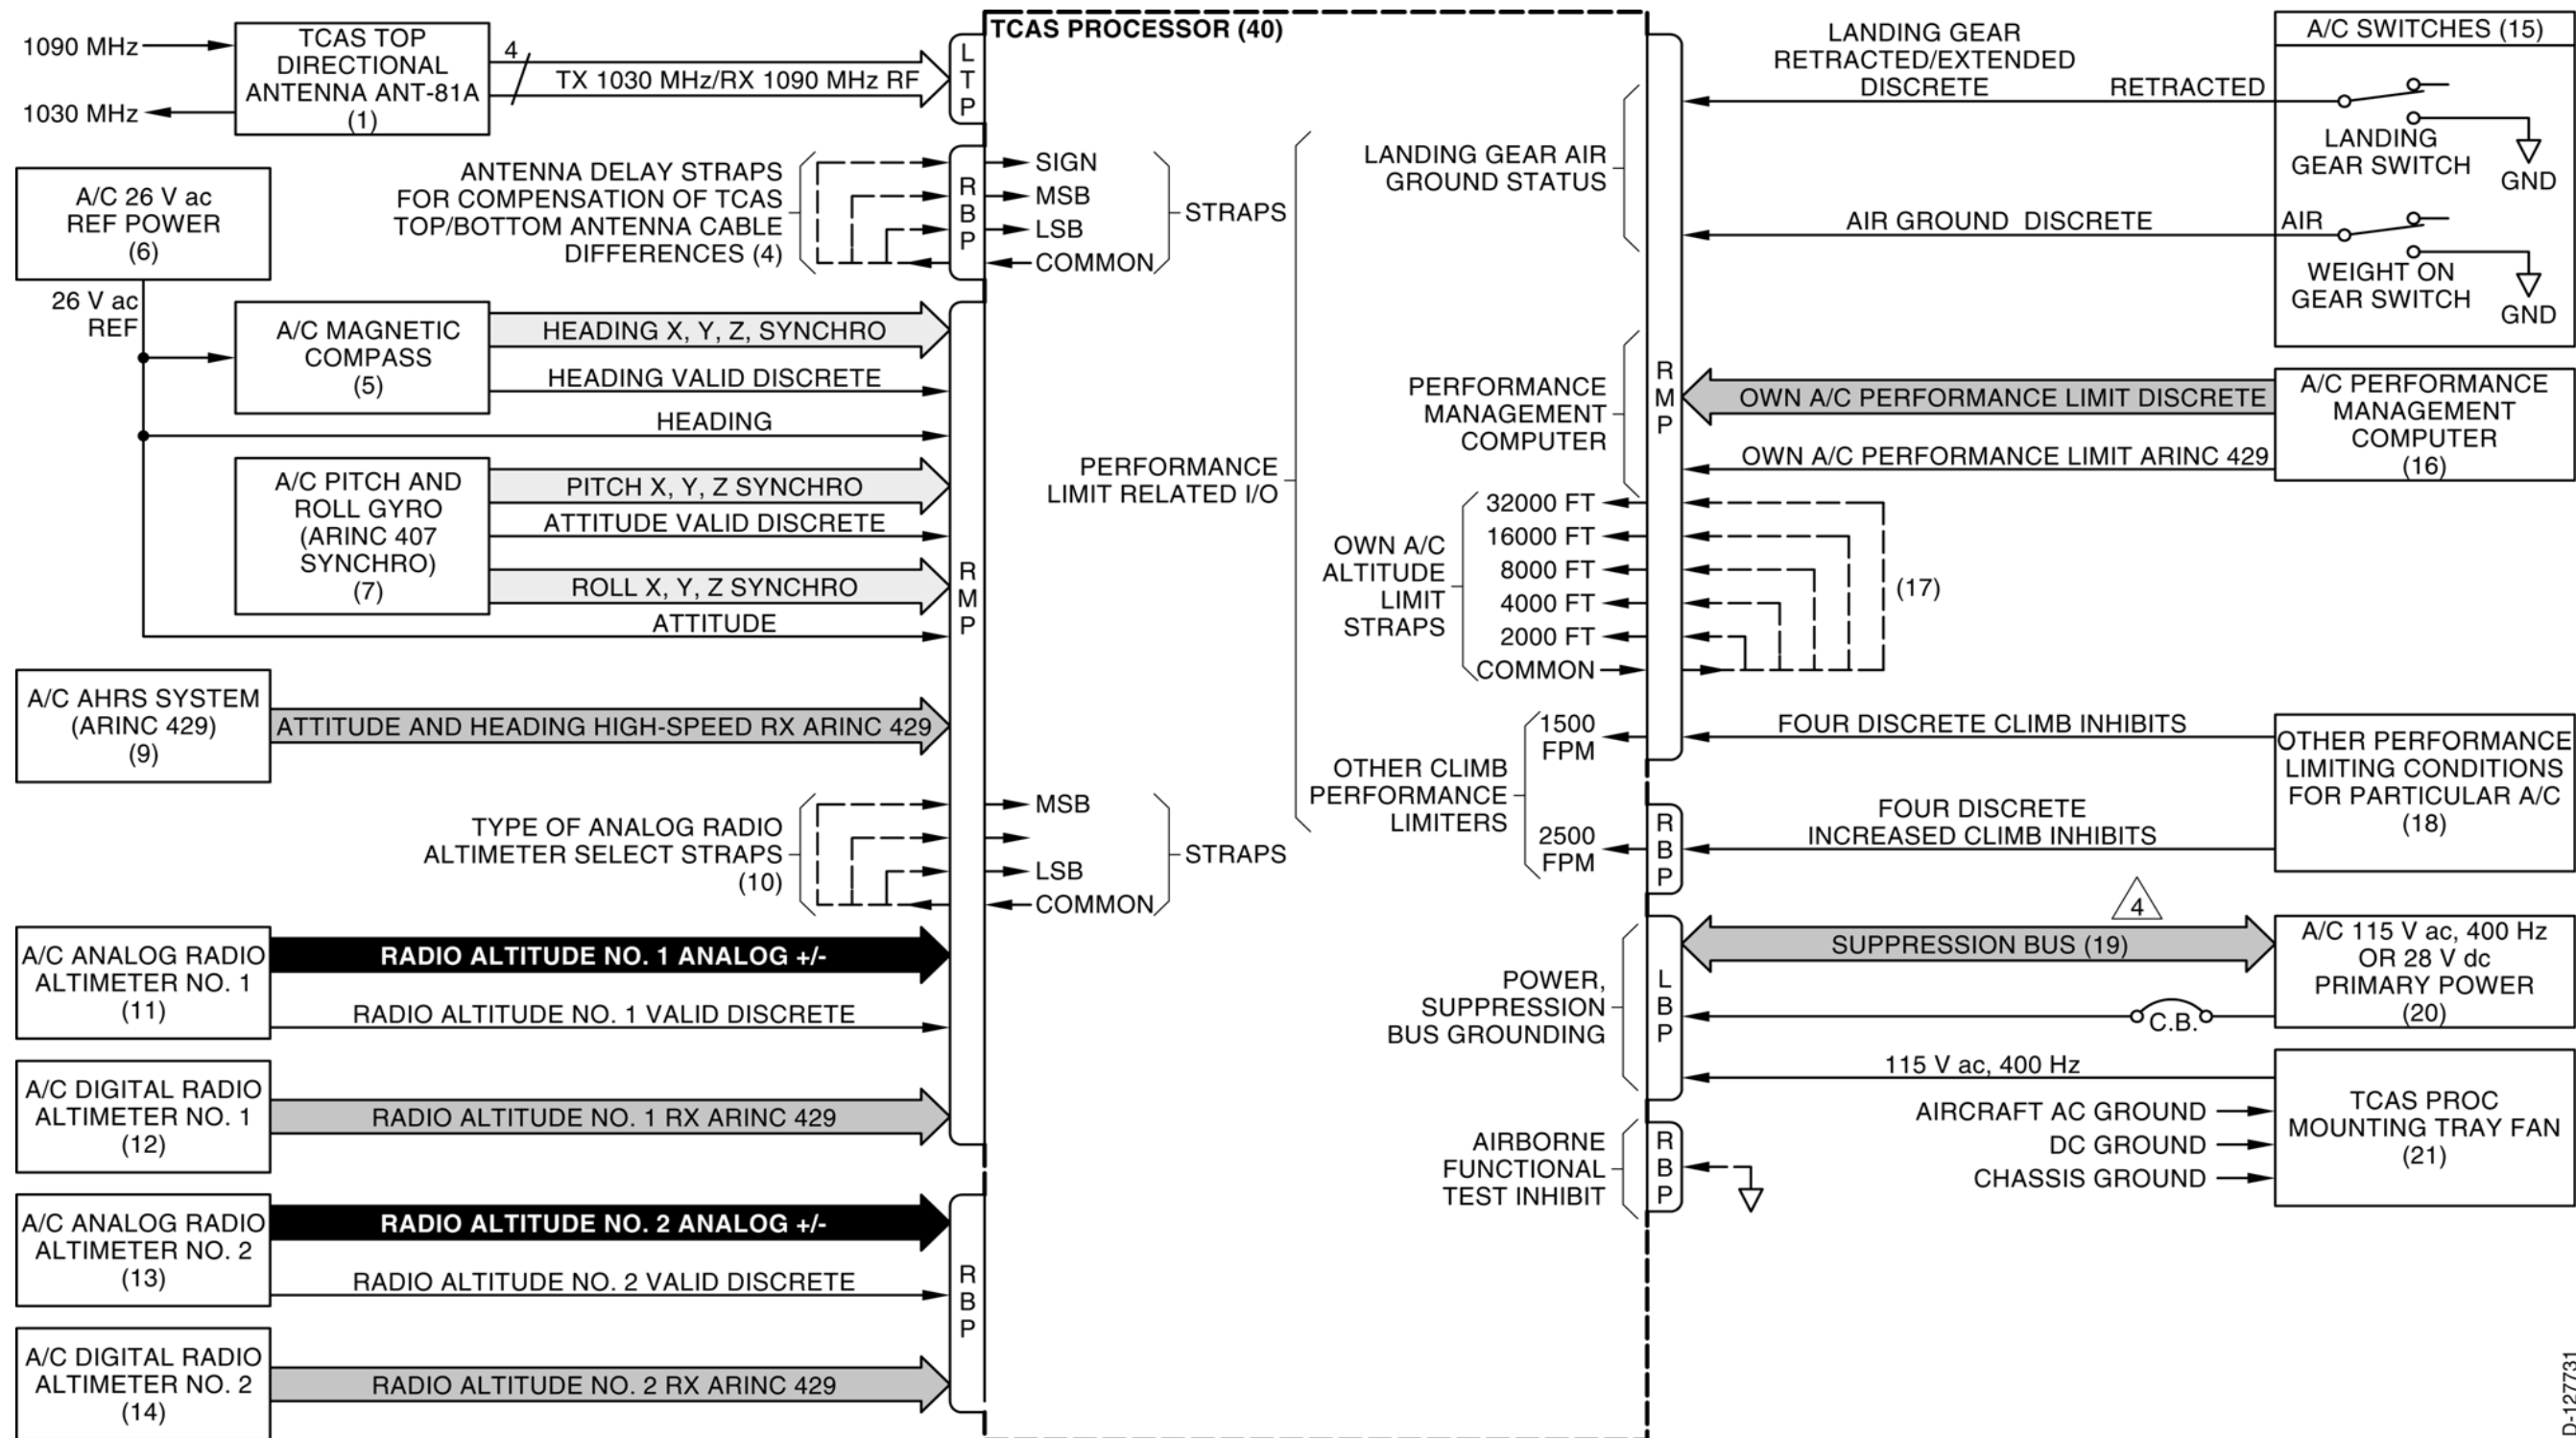 TCAS PROCESSOR (40)
1090 MHz
1030 MHz
TCAS TOP
DIRECTIONAL
ANTENNA ANT-81A
(1)
4
TX 1030 MHz/RX 1090 MHz RF
L
T
P
A/C 26 V ac
REF POWER
(6)
26 V ac
REF
ANTENNA DELAY STRAPS
FOR COMPENSATION OF TCAS
TOP/BOTTOM ANTENNA CABLE
DIFFERENCES (4)
R
B
P
SIGN
MSB
LSB
COMMON
STRAPS
A/C MAGNETIC
COMPASS
(5)
HEADING X, Y, Z, SYNCHRO
HEADING VALID DISCRETE
HEADING
A/C PITCH AND
ROLL GYRO
(ARINC 407
SYNCHRO)
(7)
PITCH X, Y, Z SYNCHRO
ATTITUDE VALID DISCRETE
ROLL X, Y, Z SYNCHRO
ATTITUDE
R
M
P
A/C AHRS SYSTEM
(ARINC 429)
(9)
ATTITUDE AND HEADING HIGH-SPEED RX ARINC 429
TYPE OF ANALOG RADIO
ALTIMETER SELECT STRAPS
(10)
MSB
LSB
COMMON
STRAPS
A/C ANALOG RADIO
ALTIMETER NO. 1
(11)
RADIO ALTITUDE NO. 1 ANALOG +/-
RADIO ALTITUDE NO. 1 VALID DISCRETE
A/C DIGITAL RADIO
ALTIMETER NO. 1
(12)
RADIO ALTITUDE NO. 1 RX ARINC 429
A/C ANALOG RADIO
ALTIMETER NO. 2
(13)
RADIO ALTITUDE NO. 2 ANALOG +/-
RADIO ALTITUDE NO. 2 VALID DISCRETE
R
B
P
A/C DIGITAL RADIO
ALTIMETER NO. 2
(14)
RADIO ALTITUDE NO. 2 RX ARINC 429
PERFORMANCE
LIMIT RELATED I/O
LANDING GEAR AIR
GROUND STATUS
LANDING GEAR
RETRACTED/EXTENDED
DISCRETE
RETRACTED
AIR GROUND DISCRETE
AIR
A/C SWITCHES (15)
LANDING
GEAR SWITCH
GND
WEIGHT ON
GEAR SWITCH
GND
PERFORMANCE
MANAGEMENT
COMPUTER
R
M
P
OWN A/C PERFORMANCE LIMIT DISCRETE
OWN A/C PERFORMANCE LIMIT ARINC 429
A/C PERFORMANCE
MANAGEMENT
COMPUTER
(16)
OWN A/C
ALTITUDE
LIMIT
STRAPS
32000 FT
16000 FT
8000 FT
4000 FT
2000 FT
COMMON
(17)
OTHER CLIMB
PERFORMANCE
LIMITERS
1500
FPM
2500
FPM
R
B
P
FOUR DISCRETE CLIMB INHIBITS
FOUR DISCRETE
INCREASED CLIMB INHIBITS
OTHER PERFORMANCE
LIMITING CONDITIONS
FOR PARTICULAR A/C
(18)
POWER,
SUPPRESSION
BUS GROUNDING
L
B
P
4
SUPPRESSION BUS (19)
C.B.
A/C 115 V ac, 400 Hz
OR 28 V dc
PRIMARY POWER
(20)
115 V ac, 400 Hz
AIRCRAFT AC GROUND
DC GROUND
CHASSIS GROUND
TCAS PROC
MOUNTING TRAY FAN
(21)
AIRBORNE
FUNCTIONAL
TEST INHIBIT
R
B
P
D-127731